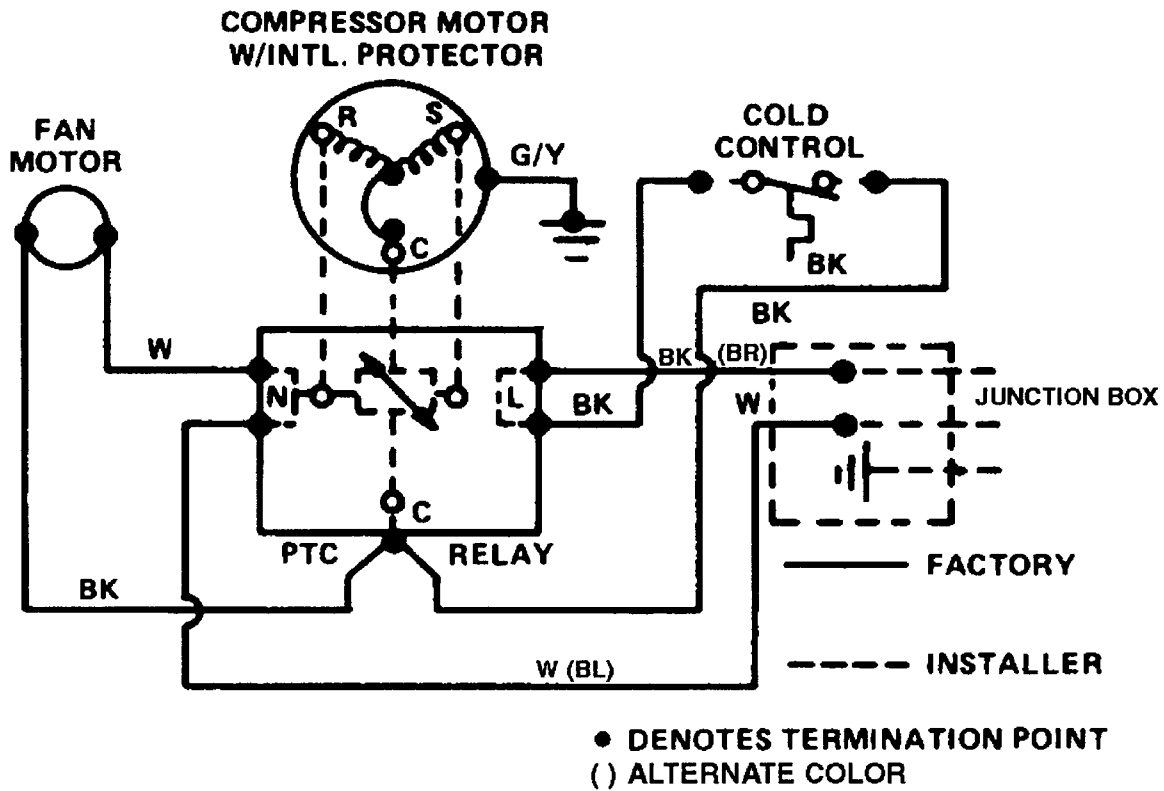 COMPRESSOR MOTOR
W/INTL. PROTECTOR
FAN
MOTOR
R
S
G/Y
COLD
CONTROL
C
BK
BK
W
BK
(BR)
JUNCTION BOX
N
L
BK
W
C
PTC
RELAY
FACTORY
BK
W (BL)
INSTALLER
DENOTES TERMINATION POINT
( ) ALTERNATE COLOR